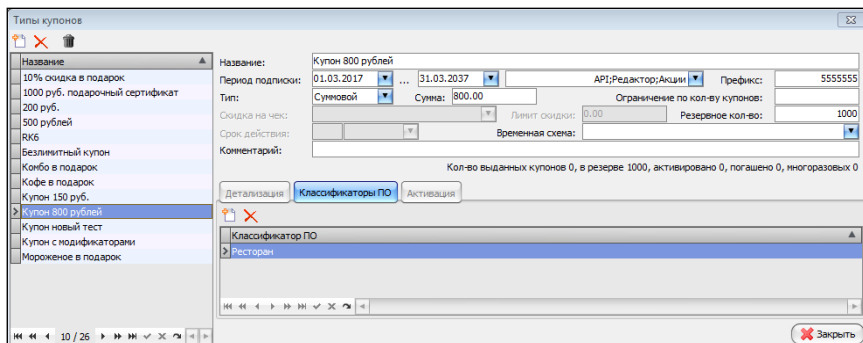 Типы купонов
Название
10% скидка в подарок
1000 руб. подарочный сертификат
200 руб.
500 рублей
RK6
Безлимитный купон
Комбо в подарок
Кофе в подарок
Купон 150 руб.
Купон 800 рублей
Купон новый тест
Купон с модификаторами
Мороженое в подарок
10 / 26
Название: Купон 800 рублей
Период подписки: 01.03.2017 ... 31.03.2037 API;Редактор;Акции Префикс: 5555555
Тип: Суммовой Сумма: 800.00 Ограничение по кол-ву купонов:
Скидка на чек: Лимит скидки: 0.00 Резервное кол-во: 1000
Срок действия: Временная схема:
Комментарий:
Кол-во выданных купонов 0, в резерве 1000, активировано 0, погашено 0, многоразовых 0
Детализация Классификаторы ПО Активация
Классификатор ПО
Ресторан
Закрыть